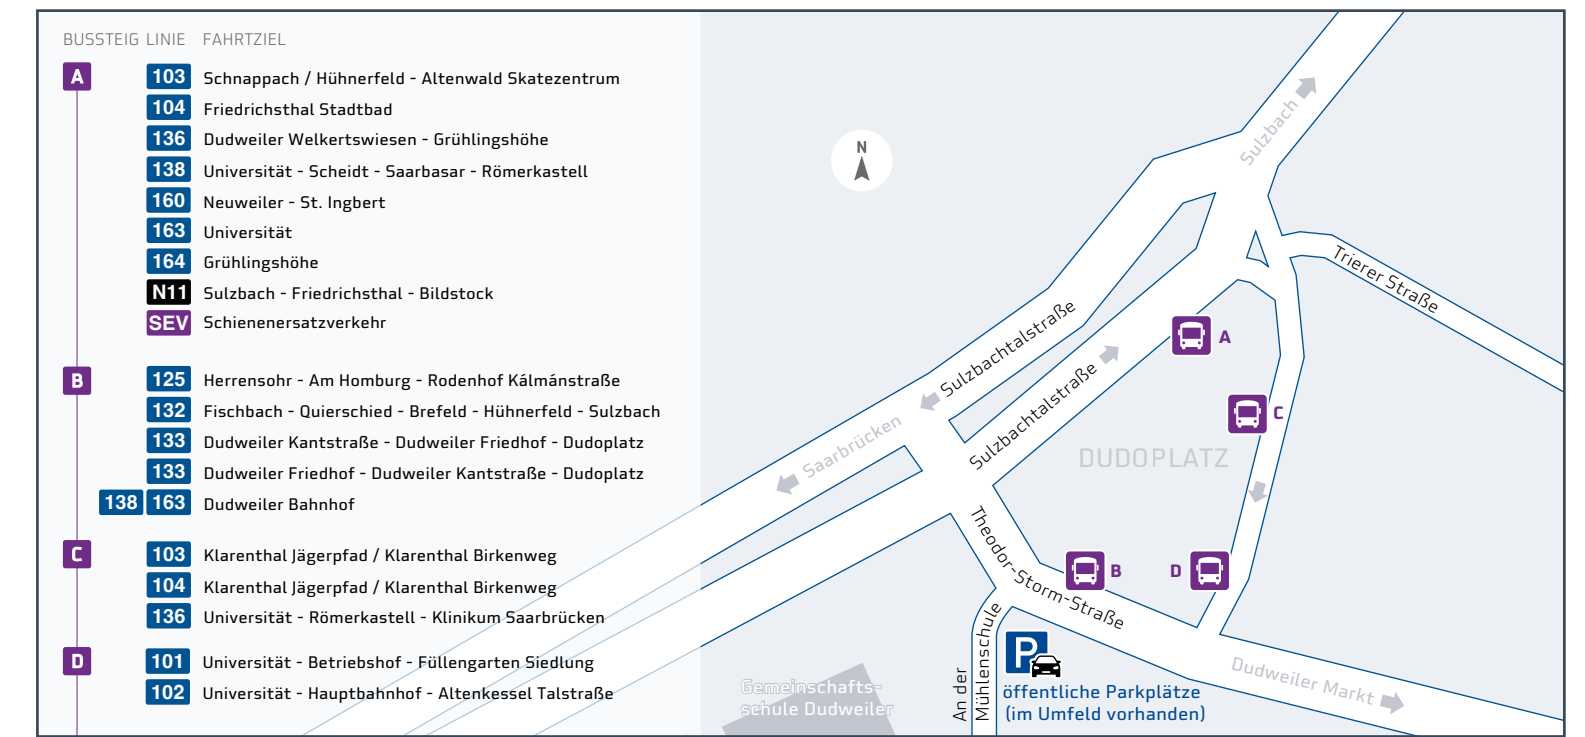 BUSSTEIG LINIE FAHRTZIEL
A 103 Schnappach / Hühnerfeld - Altenwald Skatezentrum
104 Friedrichsthal Stadtbad
136 Dudweiler Welkertswiesen - Grühlingshöhe
138 Universität - Scheidt - Saarbasar - Römerkastell
160 Neuweiler - St. Ingbert
163 Universität
164 Grühlingshöhe
N11 Sulzbach - Friedrichsthal - Bildstock
SEV Schienenersatzverkehr
B 125 Herrensohr - Am Homburg - Rodenhof Kálmánstraße
132 Fischbach - Quierschied - Brefeld - Hühnerfeld - Sulzbach
133 Dudweiler Kantstraße - Dudweiler Friedhof - Dudoplatz
133 Dudweiler Friedhof - Dudweiler Kantstraße - Dudoplatz
138 163 Dudweiler Bahnhof
C 103 Klarenthal Jägerpfad / Klarenthal Birkenweg
104 Klarenthal Jägerpfad / Klarenthal Birkenweg
136 Universität - Römerkastell - Klinikum Saarbrücken
D 101 Universität - Betriebshof - Füllengarten Siedlung
102 Universität - Hauptbahnhof - Altenkessel Talstraße
N
Sulzbach
Trierer Straße
Sulzbachtalstraße
A
Sulzbachtalstraße
Saarbrücken
C
DUDOPLATZ
Theodor-Storm-Straße
B
D
An der
Mühlenschule
P
öffentliche Parkplätze
(im Umfeld vorhanden)
Dudweiler Markt
Gemeinschafts-
schule Dudweiler